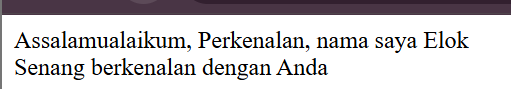 Assalamualaikum, Perkenalan, nama saya Elok
Senang berkenalan dengan Anda